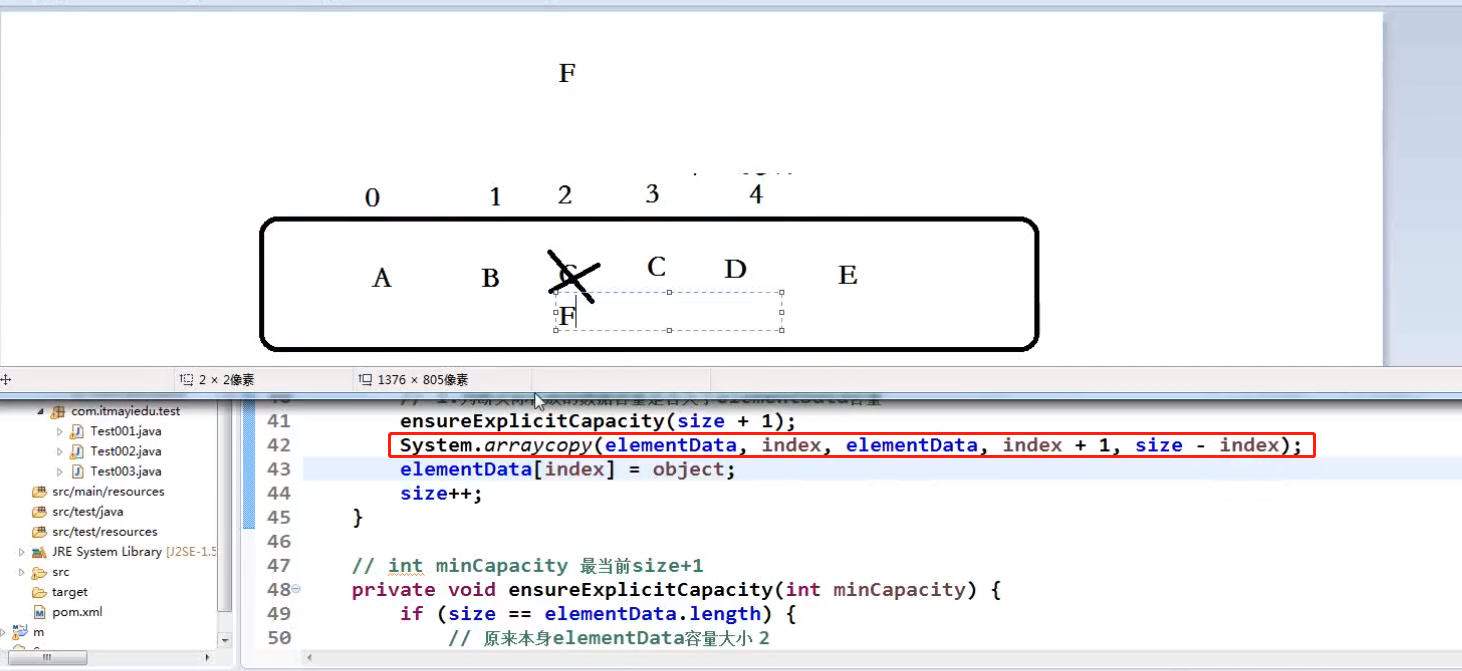 F
0 1 2 3 4
A B C D E
F
2 × 2像素 1376 × 805像素
com.itmayiedu.test
Test001.java
Test002.java
Test003.java
src/main/resources
src/test/java
src/test/resources
JRE System Library [J2SE-1.5
src
target
pom.xml
m
41 ensureExplicitCapacity(size + 1);
42 System.arraycopy(elementData, index, elementData, index + 1, size - index);
43 elementData[index] = object;
44 size++;
45 }
46
47 // int minCapacity 最当前size+1
48 private void ensureExplicitCapacity(int minCapacity) {
49 if (size == elementData.length) {
50 // 原来本身elementData容量大小 2